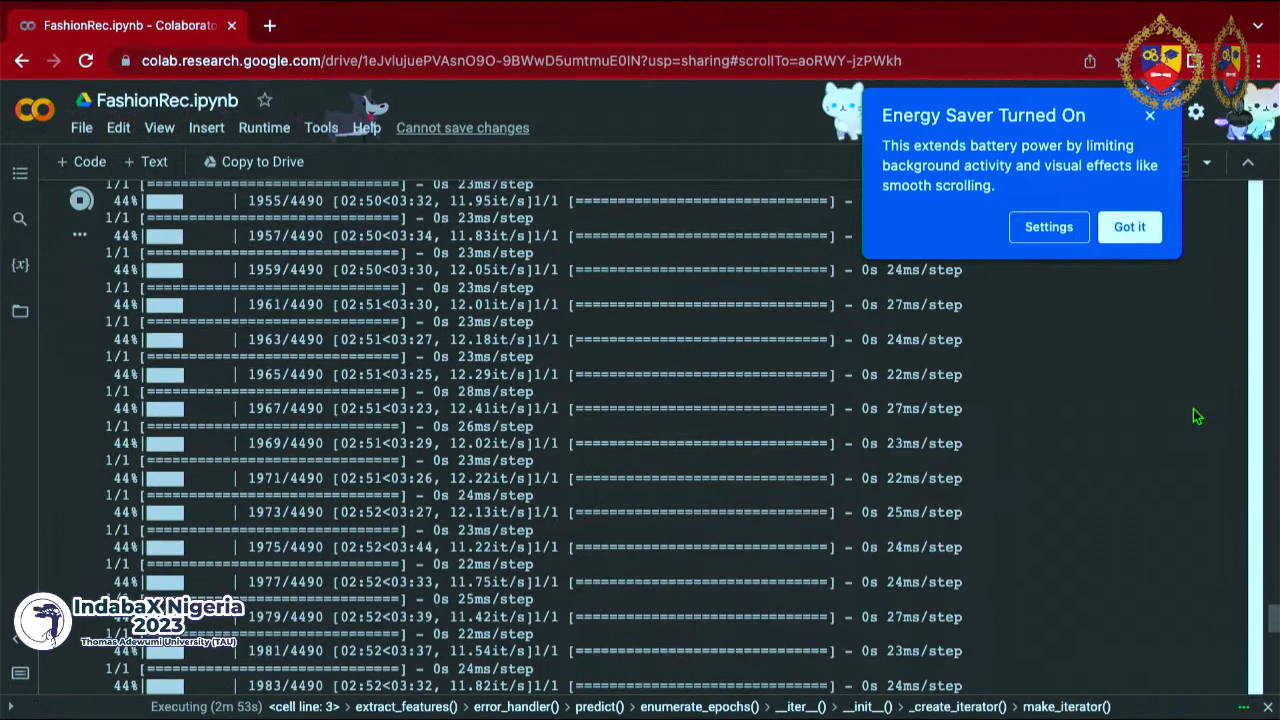 FashionRec.ipynb - Colaborato
colab.research.google.com/drive/1eJvlujuePVAsnO9O-9BWwD5umtmuE0IN?usp=sharing#scrollTo=aoRWY-jzPWkh
FashionRec.ipynb
File Edit View Insert Runtime Tools Help Cannot save changes
+ Code + Text Copy to Drive
Energy Saver Turned On
This extends battery power by limiting
background activity and visual effects like
smooth scrolling.
Settings Got it
1/1 [==============================] - 0s 23ms/step
44%| | 1955/4490 [02:50<03:32, 11.95it/s]1/1 [==============================] -
1/1 [==============================] - 0s 23ms/step
44%| | 1957/4490 [02:50<03:34, 11.83it/s]1/1 [==============================] -
1/1 [==============================] - 0s 23ms/step
44%| | 1959/4490 [02:50<03:30, 12.05it/s]1/1 [==============================] - 0s 24ms/step
1/1 [==============================] - 0s 23ms/step
44%| | 1961/4490 [02:51<03:30, 12.01it/s]1/1 [==============================] - 0s 27ms/step
1/1 [==============================] - 0s 23ms/step
44%| | 1963/4490 [02:51<03:27, 12.18it/s]1/1 [==============================] - 0s 24ms/step
1/1 [==============================] - 0s 23ms/step
44%| | 1965/4490 [02:51<03:25, 12.29it/s]1/1 [==============================] - 0s 22ms/step
1/1 [==============================] - 0s 28ms/step
44%| | 1967/4490 [02:51<03:23, 12.41it/s]1/1 [==============================] - 0s 27ms/step
1/1 [==============================] - 0s 26ms/step
44%| | 1969/4490 [02:51<03:29, 12.02it/s]1/1 [==============================] - 0s 23ms/step
1/1 [==============================] - 0s 23ms/step
44%| | 1971/4490 [02:51<03:26, 12.22it/s]1/1 [==============================] - 0s 22ms/step
1/1 [==============================] - 0s 24ms/step
44%| | 1973/4490 [02:52<03:27, 12.13it/s]1/1 [==============================] - 0s 25ms/step
1/1 [==============================] - 0s 23ms/step
44%| | 1975/4490 [02:52<03:44, 11.22it/s]1/1 [==============================] - 0s 24ms/step
1/1 [==============================] - 0s 22ms/step
44%| | 1977/4490 [02:52<03:33, 11.75it/s]1/1 [==============================] - 0s 24ms/step
1/1 [==============================] - 0s 25ms/step
44%| | 1979/4490 [02:52<03:39, 11.42it/s]1/1 [==============================] - 0s 27ms/step
1/1 [==============================] - 0s 22ms/step
44%| | 1981/4490 [02:52<03:37, 11.54it/s]1/1 [==============================] - 0s 23ms/step
1/1 [==============================] - 0s 24ms/step
44%| | 1983/4490 [02:52<03:32, 11.82it/s]1/1 [==============================] - 0s 24ms/step
IndabaX Nigeria
2023
Thomas Adewumi University (TAU)
Executing (2m 53s) <cell line: 3> extract_features() error_handler() predict() enumerate_epochs() __iter__() __init__() _create_iterator() make_iterator()